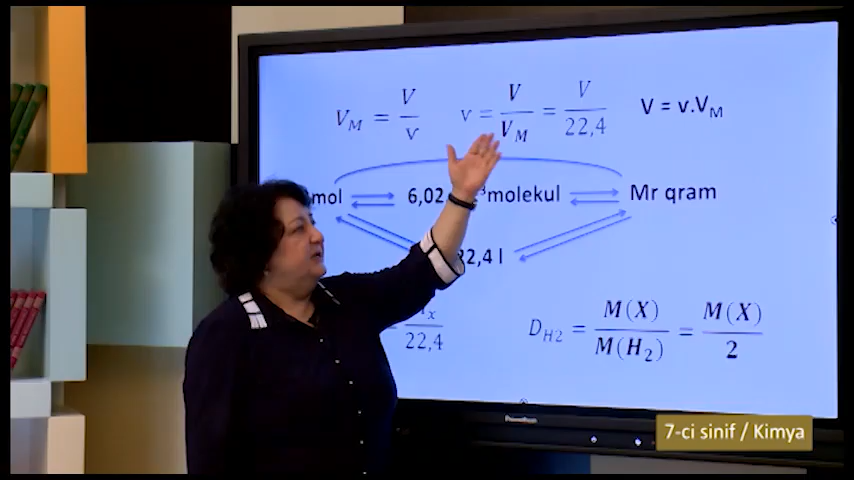 V_M = V/v v = V/V_M = V/22,4 V = v.V_M
mol 6,02 molekul Mr qram
22,4 l
22,4 D_H2 = M(X)/M(H₂) = M(X)/2
Promethean
7-ci sinif / Kimya